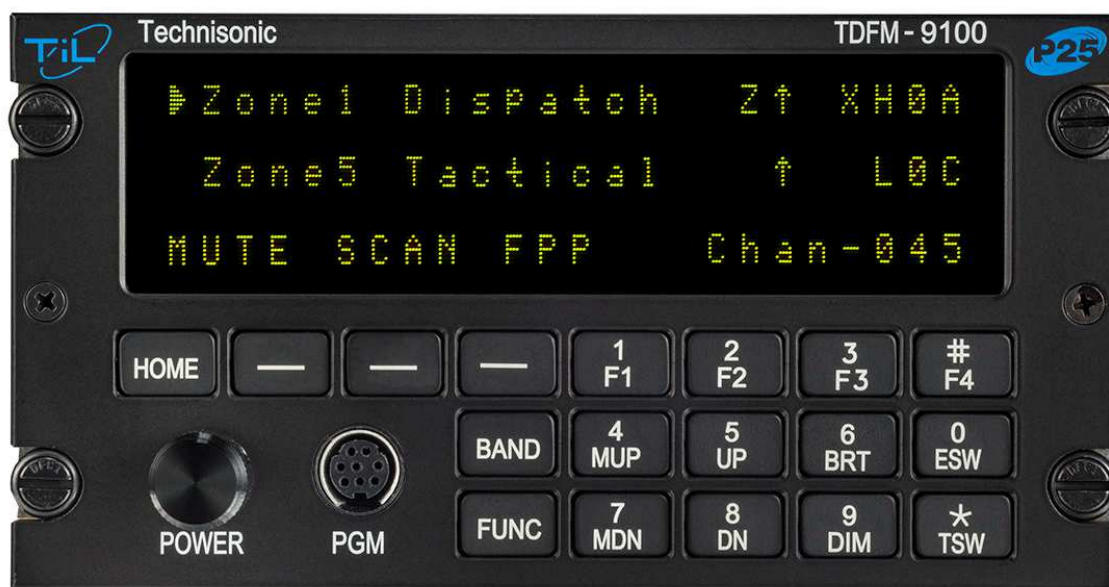 TiL
Technisonic
TDFM - 9100
P25
Zone1 Dispatch Z↑ XH0A
Zone5 Tactical ↑ L0C
MUTE SCAN FPP Chan-045
HOME
— — —
1 F1
2 F2
3 F3
# F4
BAND
4 MUP
5 UP
6 BRT
0 ESW
FUNC
7 MDN
8 DN
9 DIM
* TSW
POWER
PGM